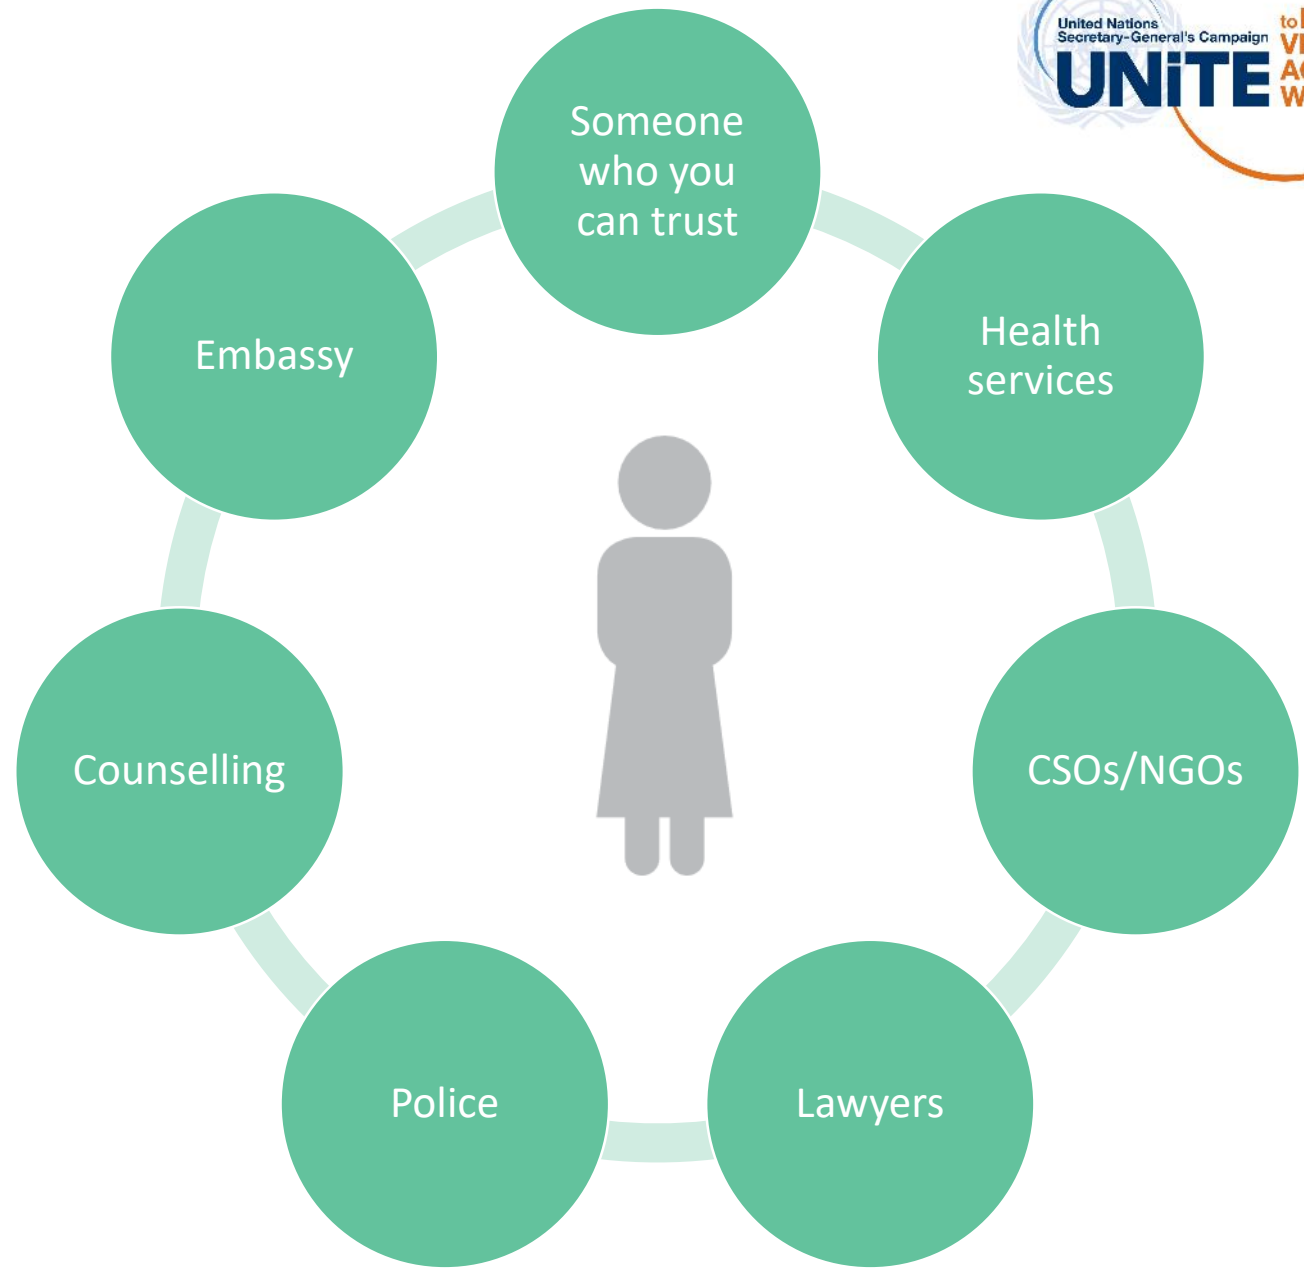 United Nations
Secretary-General's Campaign
UNiTE
Someone
who you
can trust
Embassy
Health
services
Counselling
CSOs/NGOs
Police
Lawyers